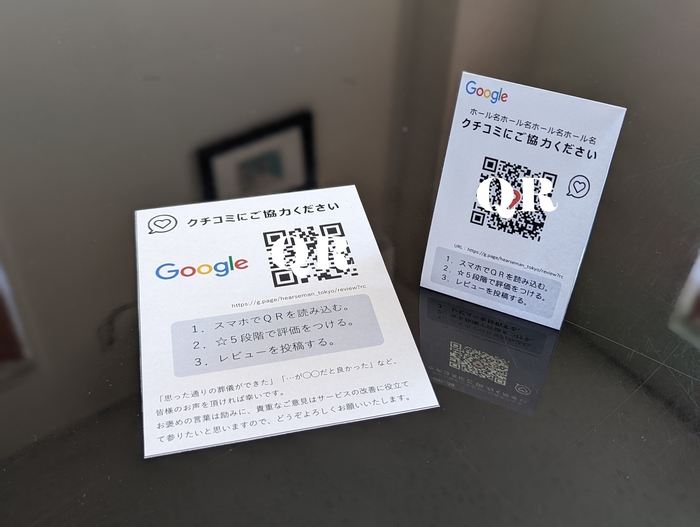 クチコミにご協力ください
Google
QR
https://g.page/hearseman_tokyo/review?rc
1. スマホでQRを読み込む。
2. ☆5段階で評価をつける。
3. レビューを投稿する。
「思った通りの葬儀ができた」「…が〇〇だと良かった」など、
皆様のお声を頂ければ幸いです。
お褒めの言葉は励みに、貴重なご意見はサービスの改善に役立て
て参りたいと思いますので、どうぞよろしくお願いいたします。
Google
ホール名ホール名ホール名ホール名
クチコミにご協力ください
QR
URL：https://g.page/hearseman_tokyo/review?rc
1. スマホでQRを読み込む。
2. ☆5段階で評価をつける。
3. レビューを投稿する。